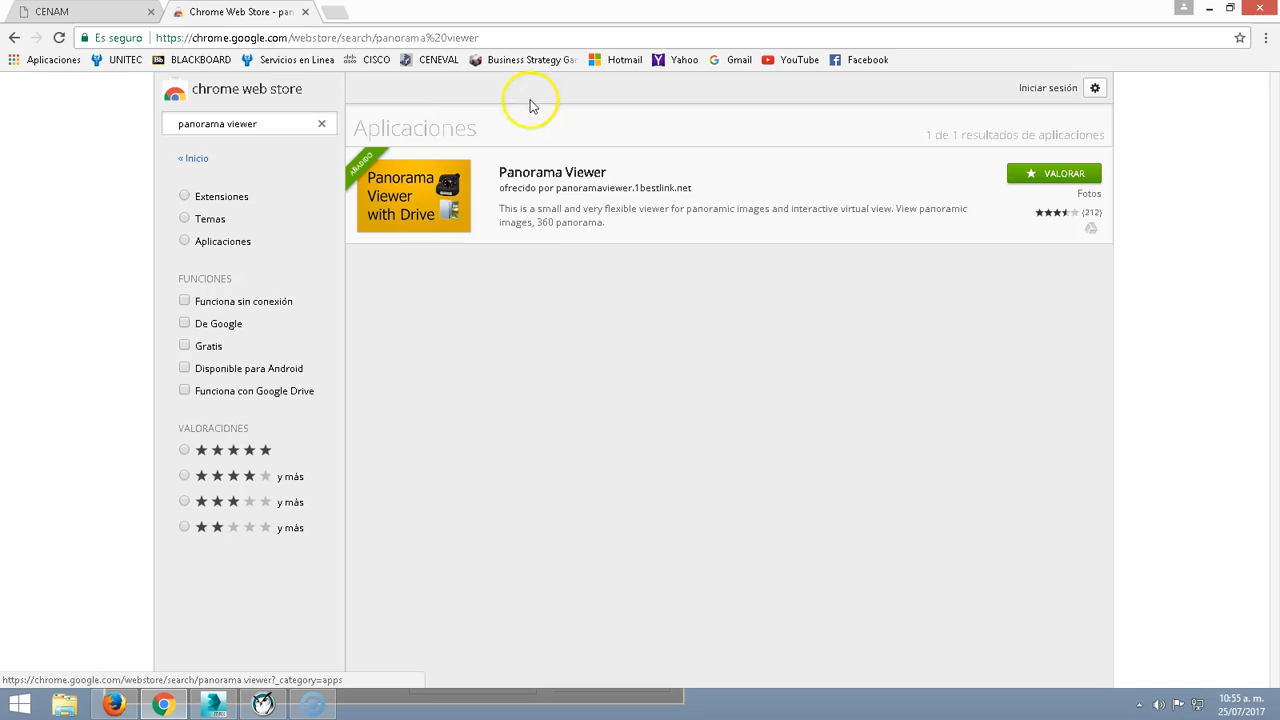 CENAM
Chrome Web Store - pan
Es seguro
https://chrome.google.com/webstore/search/panorama%20viewer
Aplicaciones
UNITEC
Bb
BLACKBOARD
Servicios en Linea
CISCO
CENEVAL
Business Strategy Gam
Hotmail
Yahoo
Gmail
YouTube
Facebook
chrome web store
Iniciar sesión
panorama viewer
Aplicaciones
1 de 1 resultados de aplicaciones
« Inicio
Extensiones
Temas
Aplicaciones
AÑADIDO
Panorama
Viewer
with Drive
Panorama Viewer
ofrecido por panoramaviewer.1bestlink.net
This is a small and very flexible viewer for panoramic images and interactive virtual view. View panoramic
images, 360 panorama.
VALORAR
Fotos
(212)
FUNCIONES
Funciona sin conexión
De Google
Gratis
Disponible para Android
Funciona con Google Drive
VALORACIONES
y más
y más
y más
https://chrome.google.com/webstore/search/panorama viewer?_category=apps
10:55 a. m.
25/07/2017